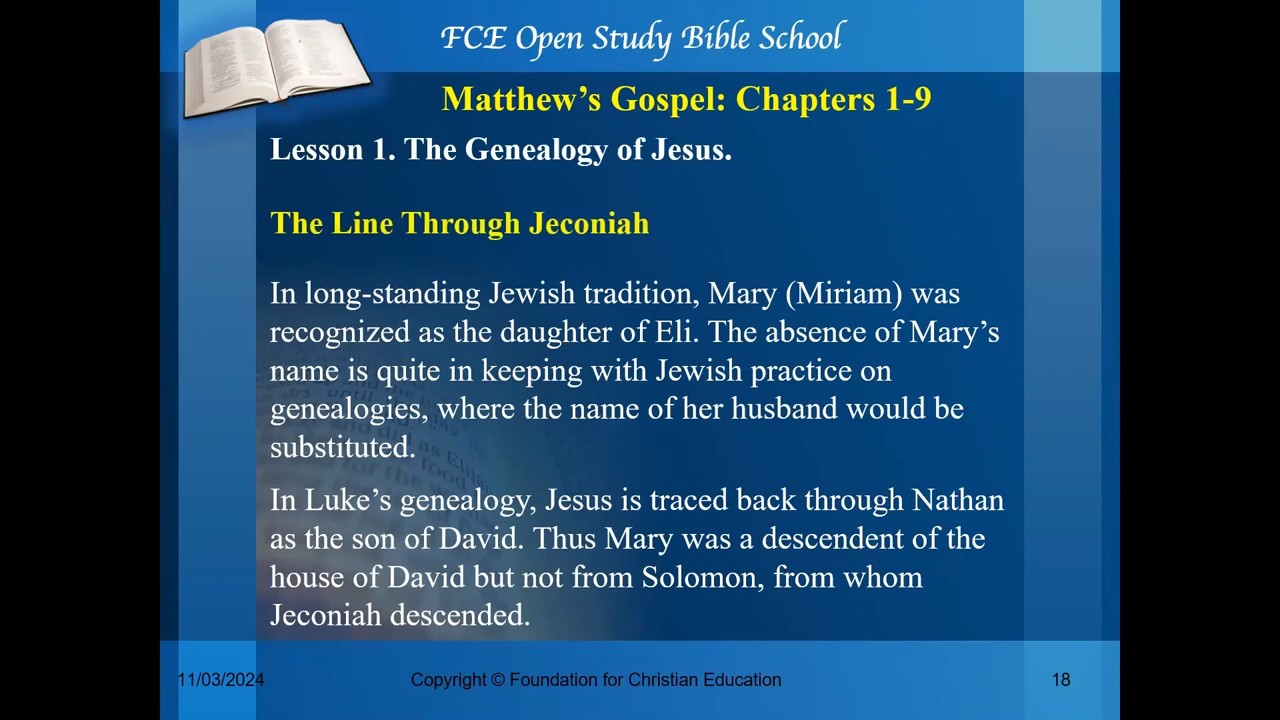 FCE Open Study Bible School
Matthew’s Gospel: Chapters 1-9
Lesson 1. The Genealogy of Jesus.
The Line Through Jeconiah
In long-standing Jewish tradition, Mary (Miriam) was
recognized as the daughter of Eli. The absence of Mary’s
name is quite in keeping with Jewish practice on
genealogies, where the name of her husband would be
substituted.
In Luke’s genealogy, Jesus is traced back through Nathan
as the son of David. Thus Mary was a descendent of the
house of David but not from Solomon, from whom
Jeconiah descended.
11/03/2024
Copyright © Foundation for Christian Education
18